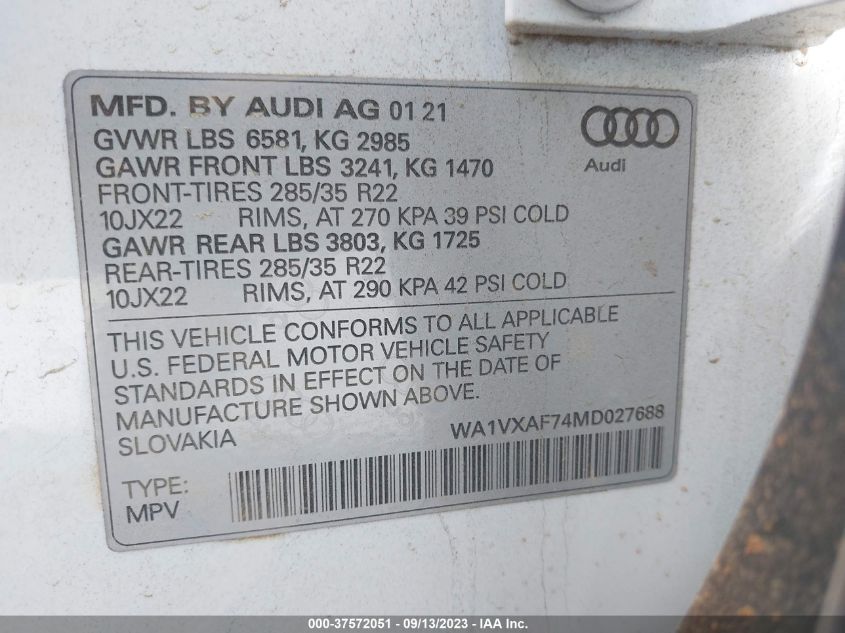 MFD. BY AUDI AG 01 21
GVWR LBS 6581, KG 2985
GAWR FRONT LBS 3241, KG 1470
FRONT-TIRES 285/35 R22
10JX22 RIMS, AT 270 KPA 39 PSI COLD
GAWR REAR LBS 3803, KG 1725
REAR-TIRES 285/35 R22
10JX22 RIMS, AT 290 KPA 42 PSI COLD
Audi
THIS VEHICLE CONFORMS TO ALL APPLICABLE
U.S. FEDERAL MOTOR VEHICLE SAFETY
STANDARDS IN EFFECT ON THE DATE OF
MANUFACTURE SHOWN ABOVE.
SLOVAKIA WA1VXAF74MD027688
TYPE:
MPV
000-37572051 - 09/13/2023 - IAA Inc.